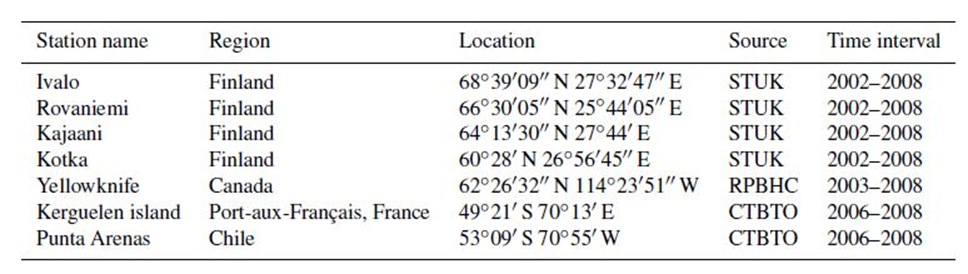 Station name Region Location Source Time interval
Ivalo Finland 68°39′09″ N 27°32′47″ E STUK 2002–2008
Rovaniemi Finland 66°30′05″ N 25°44′05″ E STUK 2002–2008
Kajaani Finland 64°13′30″ N 27°44′ E STUK 2002–2008
Kotka Finland 60°28′ N 26°56′45″ E STUK 2002–2008
Yellowknife Canada 62°26′32″ N 114°23′51″ W RPBHC 2003–2008
Kerguelen island Port-aux-Français, France 49°21′ S 70°13′ E CTBTO 2006–2008
Punta Arenas Chile 53°09′ S 70°55′ W CTBTO 2006–2008